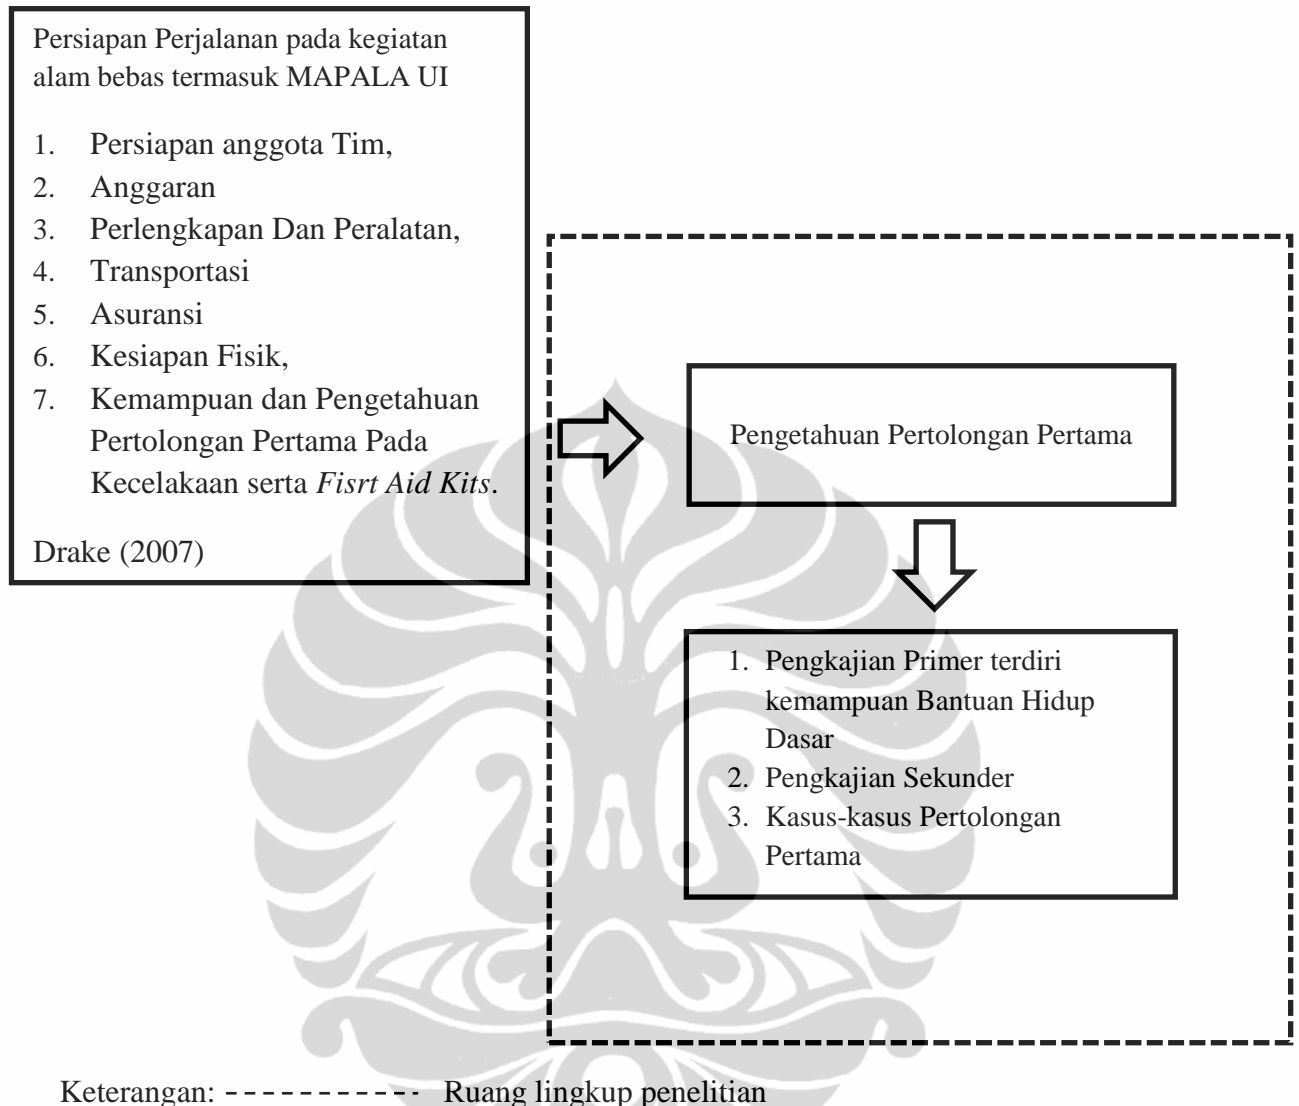 Persiapan Perjalanan pada kegiatan
alam bebas termasuk MAPALA UI
1. Persiapan anggota Tim,
2. Anggaran
3. Perlengkapan Dan Peralatan,
4. Transportasi
5. Asuransi
6. Kesiapan Fisik,
7. Kemampuan dan Pengetahuan
Pertolongan Pertama Pada
Kecelakaan serta Fisrt Aid Kits.
Drake (2007)
Pengetahuan Pertolongan Pertama
1. Pengkajian Primer terdiri
kemampuan Bantuan Hidup
Dasar
2. Pengkajian Sekunder
3. Kasus-kasus Pertolongan
Pertama
Keterangan: ------------ Ruang lingkup penelitian